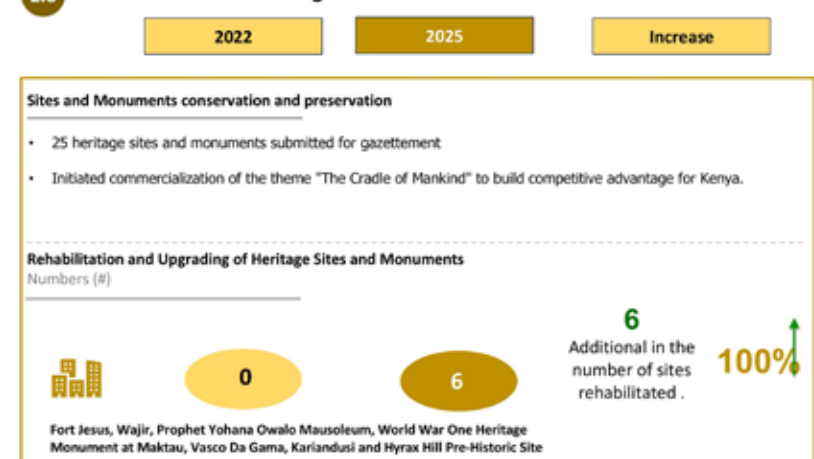 2022
2025
Increase
Sites and Monuments conservation and preservation
• 25 heritage sites and monuments submitted for gazettement
• Initiated commercialization of the theme "The Cradle of Mankind" to build competitive advantage for Kenya.
Rehabilitation and Upgrading of Heritage Sites and Monuments
Numbers (#)
0
6
6
Additional in the
number of sites
rehabilitated .
100%
Fort Jesus, Wajir, Prophet Yohana Owalo Mausoleum, World War One Heritage
Monument at Maktau, Vasco Da Gama, Kariandusi and Hyrax Hill Pre-Historic Site